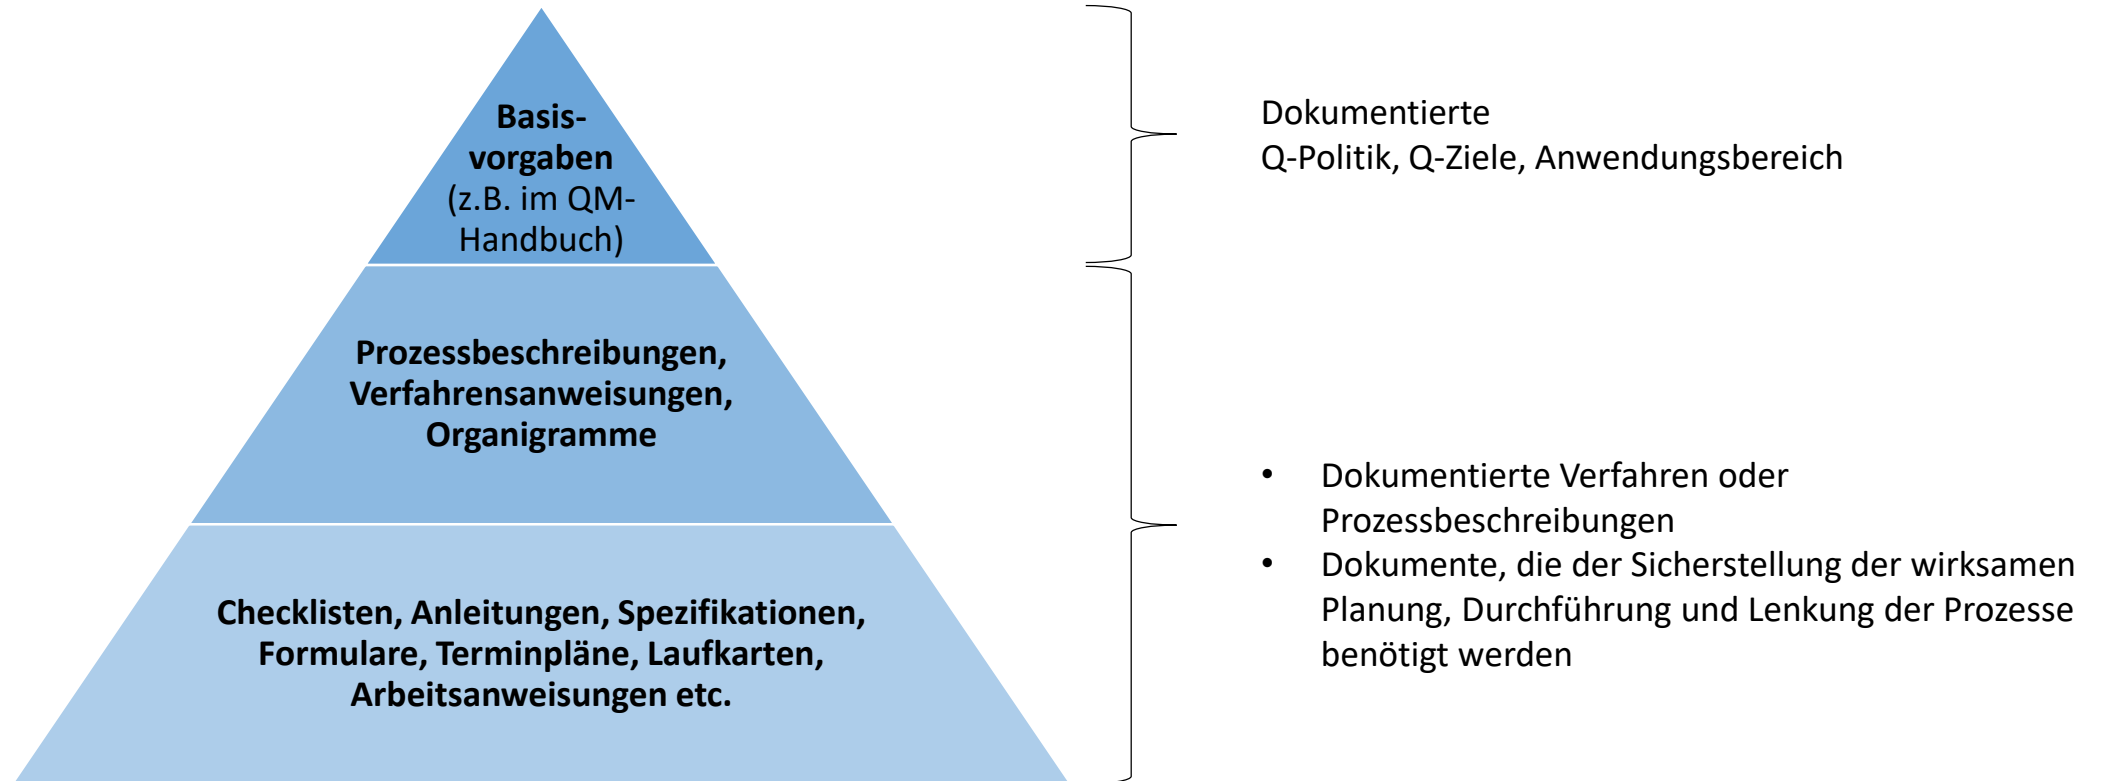 Basis-
vorgaben
(z.B. im QM-
Handbuch)
Dokumentierte
Q-Politik, Q-Ziele, Anwendungsbereich
Prozessbeschreibungen,
Verfahrensanweisungen,
Organigramme
Checklisten, Anleitungen, Spezifikationen,
Formulare, Terminpläne, Laufkarten,
Arbeitsanweisungen etc.
• Dokumentierte Verfahren oder
Prozessbeschreibungen
• Dokumente, die der Sicherstellung der wirksamen
Planung, Durchführung und Lenkung der Prozesse
benötigt werden